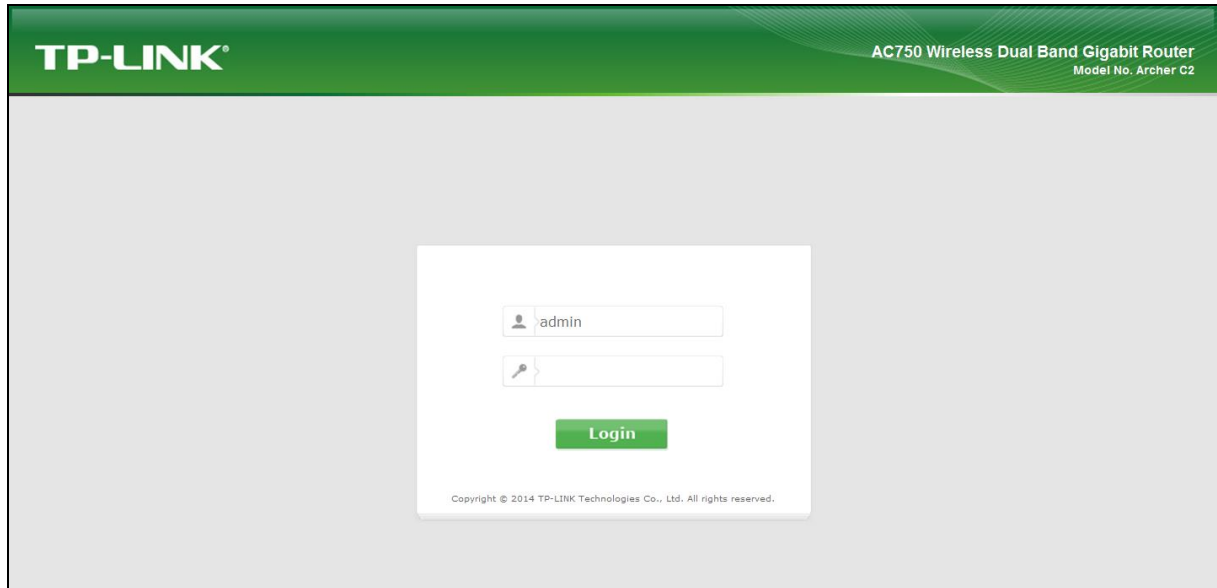 TP-LINK®
AC750 Wireless Dual Band Gigabit Router
Model No. Archer C2
admin
Login
Copyright © 2014 TP-LINK Technologies Co., Ltd. All rights reserved.